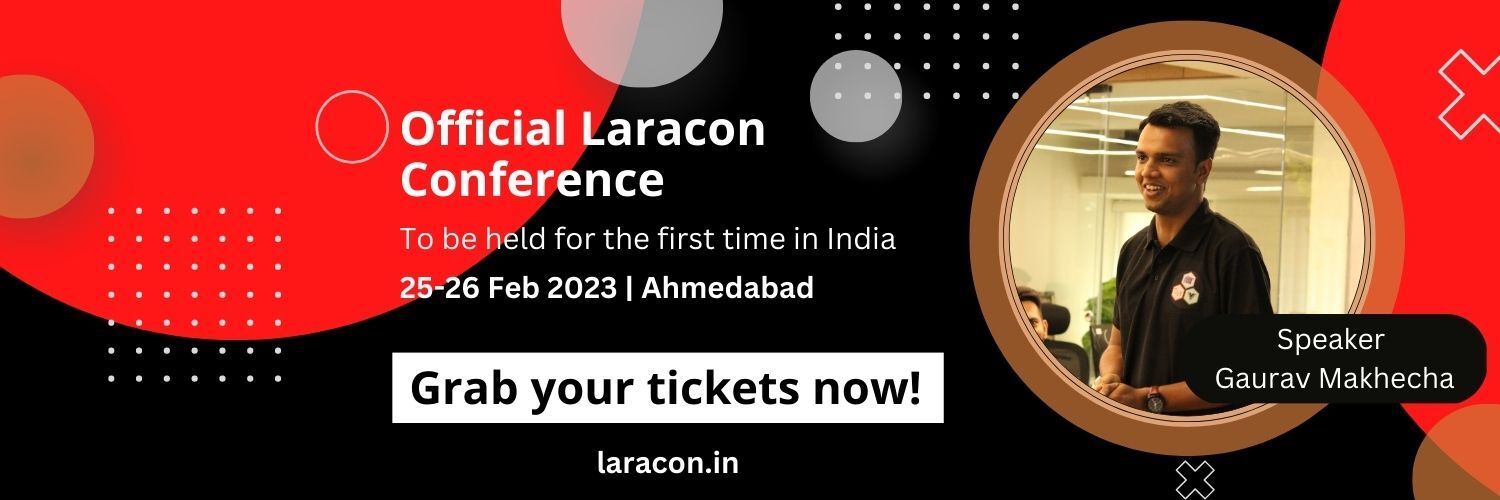 Official Laracon
Conference
To be held for the first time in India
25-26 Feb 2023 | Ahmedabad
Grab your tickets now!
laracon.in
Speaker
Gaurav Makhecha